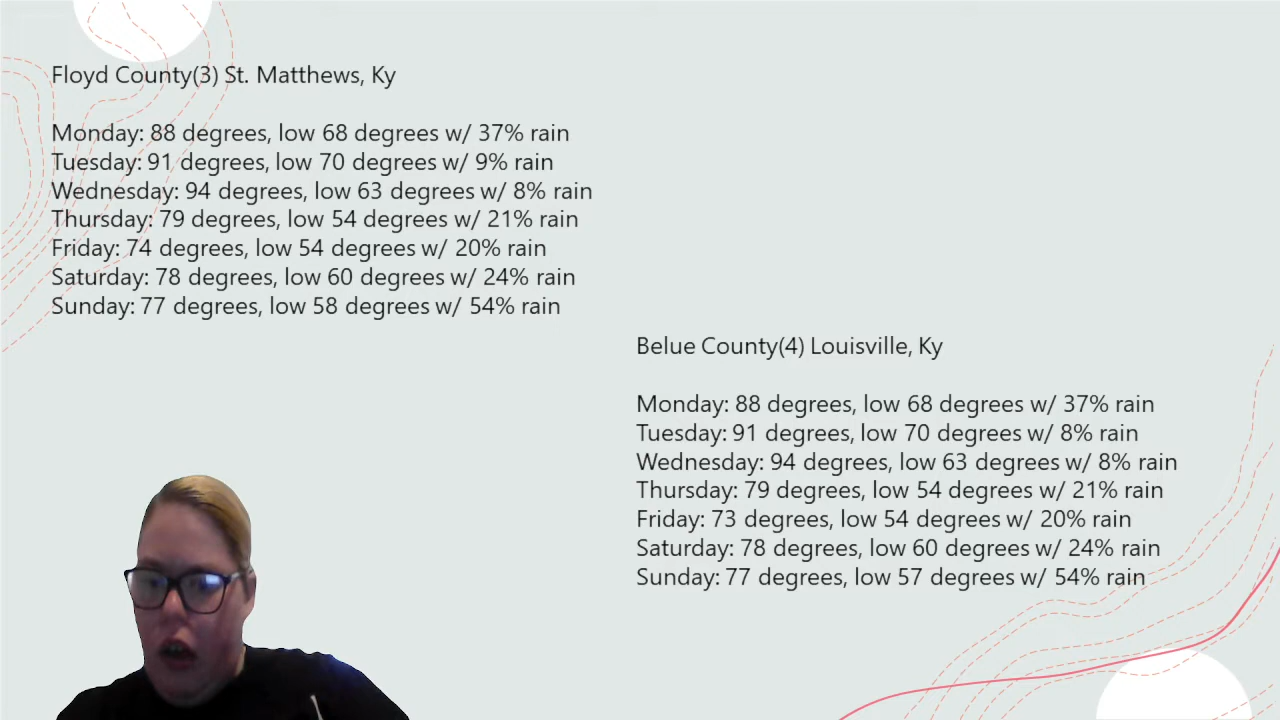 Floyd County(3) St. Matthews, Ky
Monday: 88 degrees, low 68 degrees w/ 37% rain
Tuesday: 91 degrees, low 70 degrees w/ 9% rain
Wednesday: 94 degrees, low 63 degrees w/ 8% rain
Thursday: 79 degrees, low 54 degrees w/ 21% rain
Friday: 74 degrees, low 54 degrees w/ 20% rain
Saturday: 78 degrees, low 60 degrees w/ 24% rain
Sunday: 77 degrees, low 58 degrees w/ 54% rain
Belue County(4) Louisville, Ky
Monday: 88 degrees, low 68 degrees w/ 37% rain
Tuesday: 91 degrees, low 70 degrees w/ 8% rain
Wednesday: 94 degrees, low 63 degrees w/ 8% rain
Thursday: 79 degrees, low 54 degrees w/ 21% rain
Friday: 73 degrees, low 54 degrees w/ 20% rain
Saturday: 78 degrees, low 60 degrees w/ 24% rain
Sunday: 77 degrees, low 57 degrees w/ 54% rain